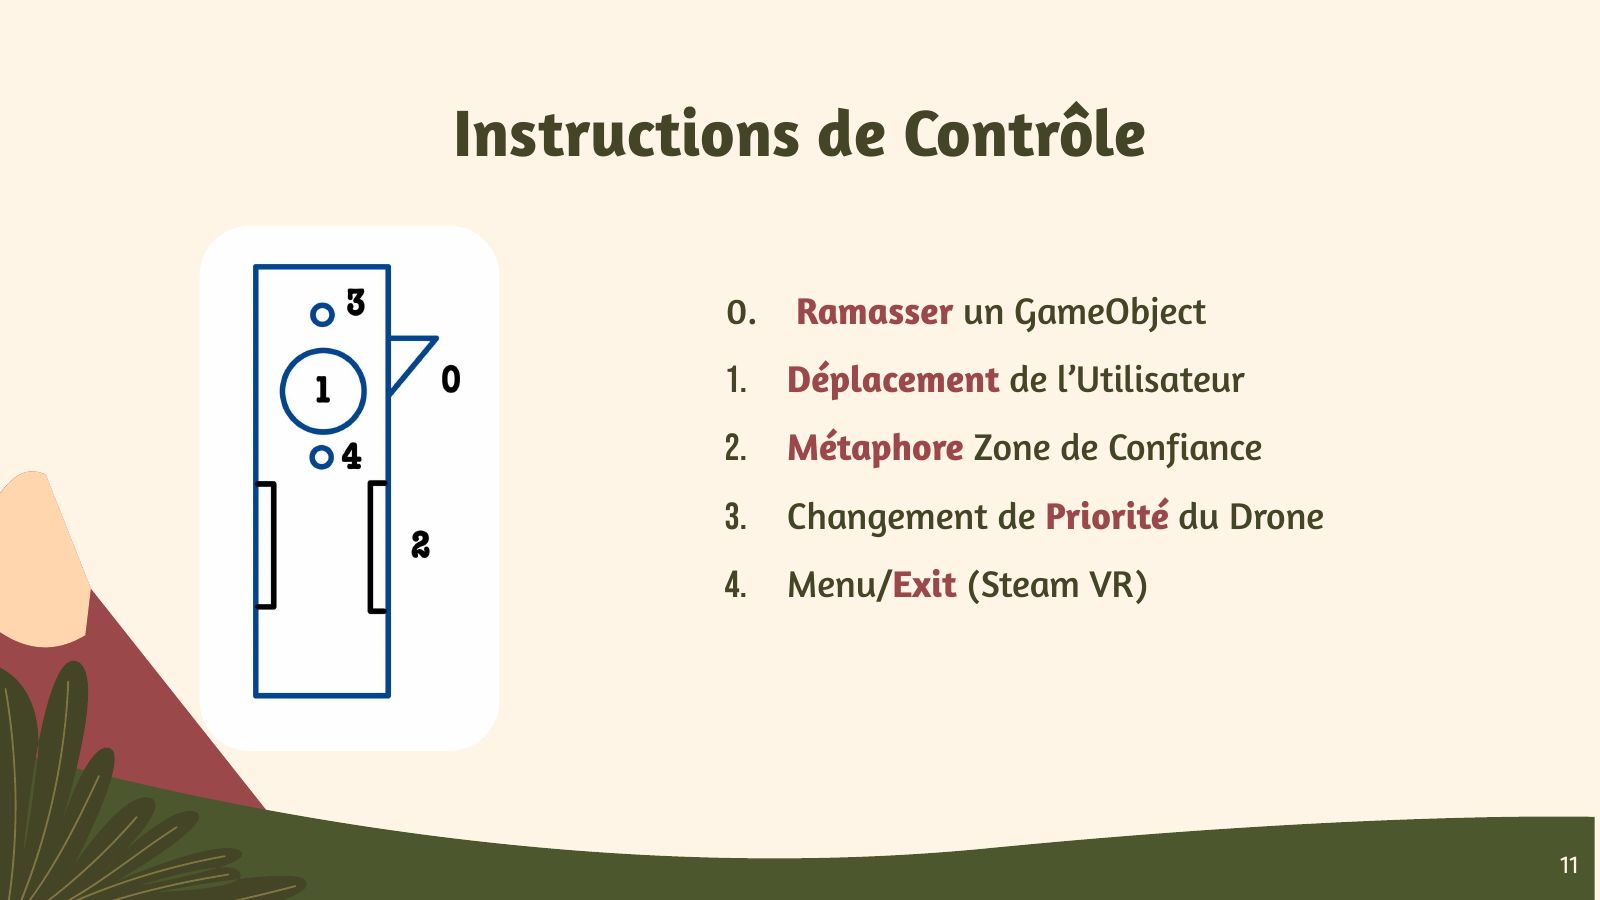 Instructions de Contrôle
3
1
0
4
2
0. Ramasser un GameObject
1. Déplacement de l’Utilisateur
2. Métaphore Zone de Confiance
3. Changement de Priorité du Drone
4. Menu/Exit (Steam VR)
11